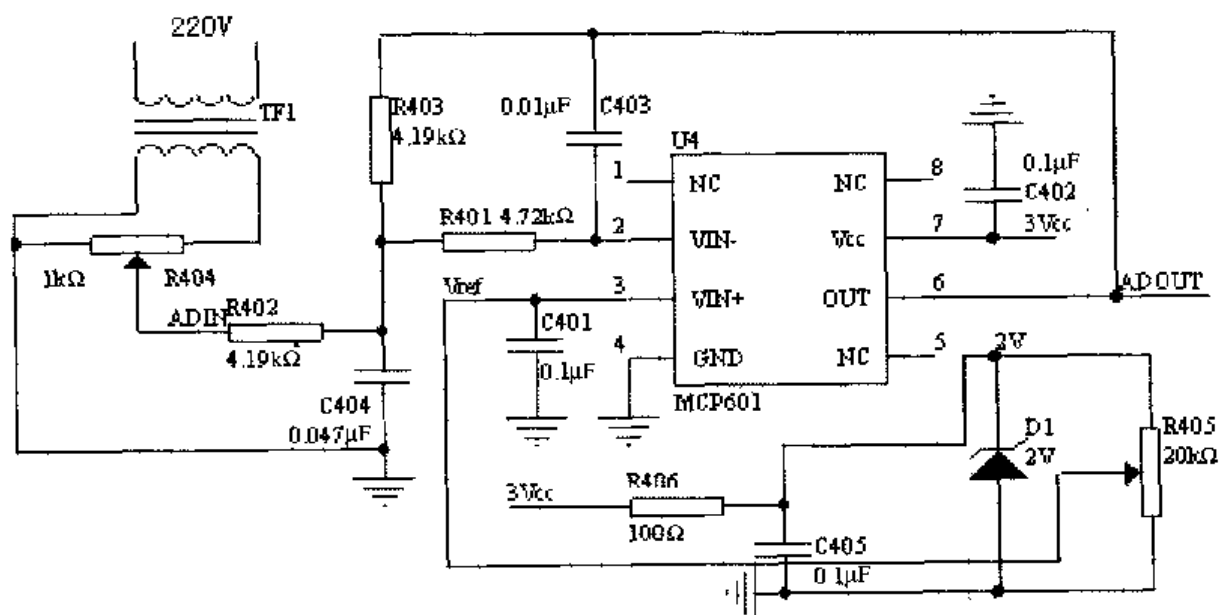 220V
TF1
R403
4.19kΩ
0.01μF
C403
U4
1
NC
NC
8
0.1μF
C402
R401 4.72kΩ
2
VIN-
Vcc
7
3Vcc
1kΩ
R404
Vref
3
VIN+
OUT
6
ADOUT
ADIN
R402
4.19kΩ
C401
0.1μF
4
GND
NC
5
2V
MCP601
C404
0.047μF
D1
2V
R405
20kΩ
3Vcc
R406
100Ω
C405
0 1μF